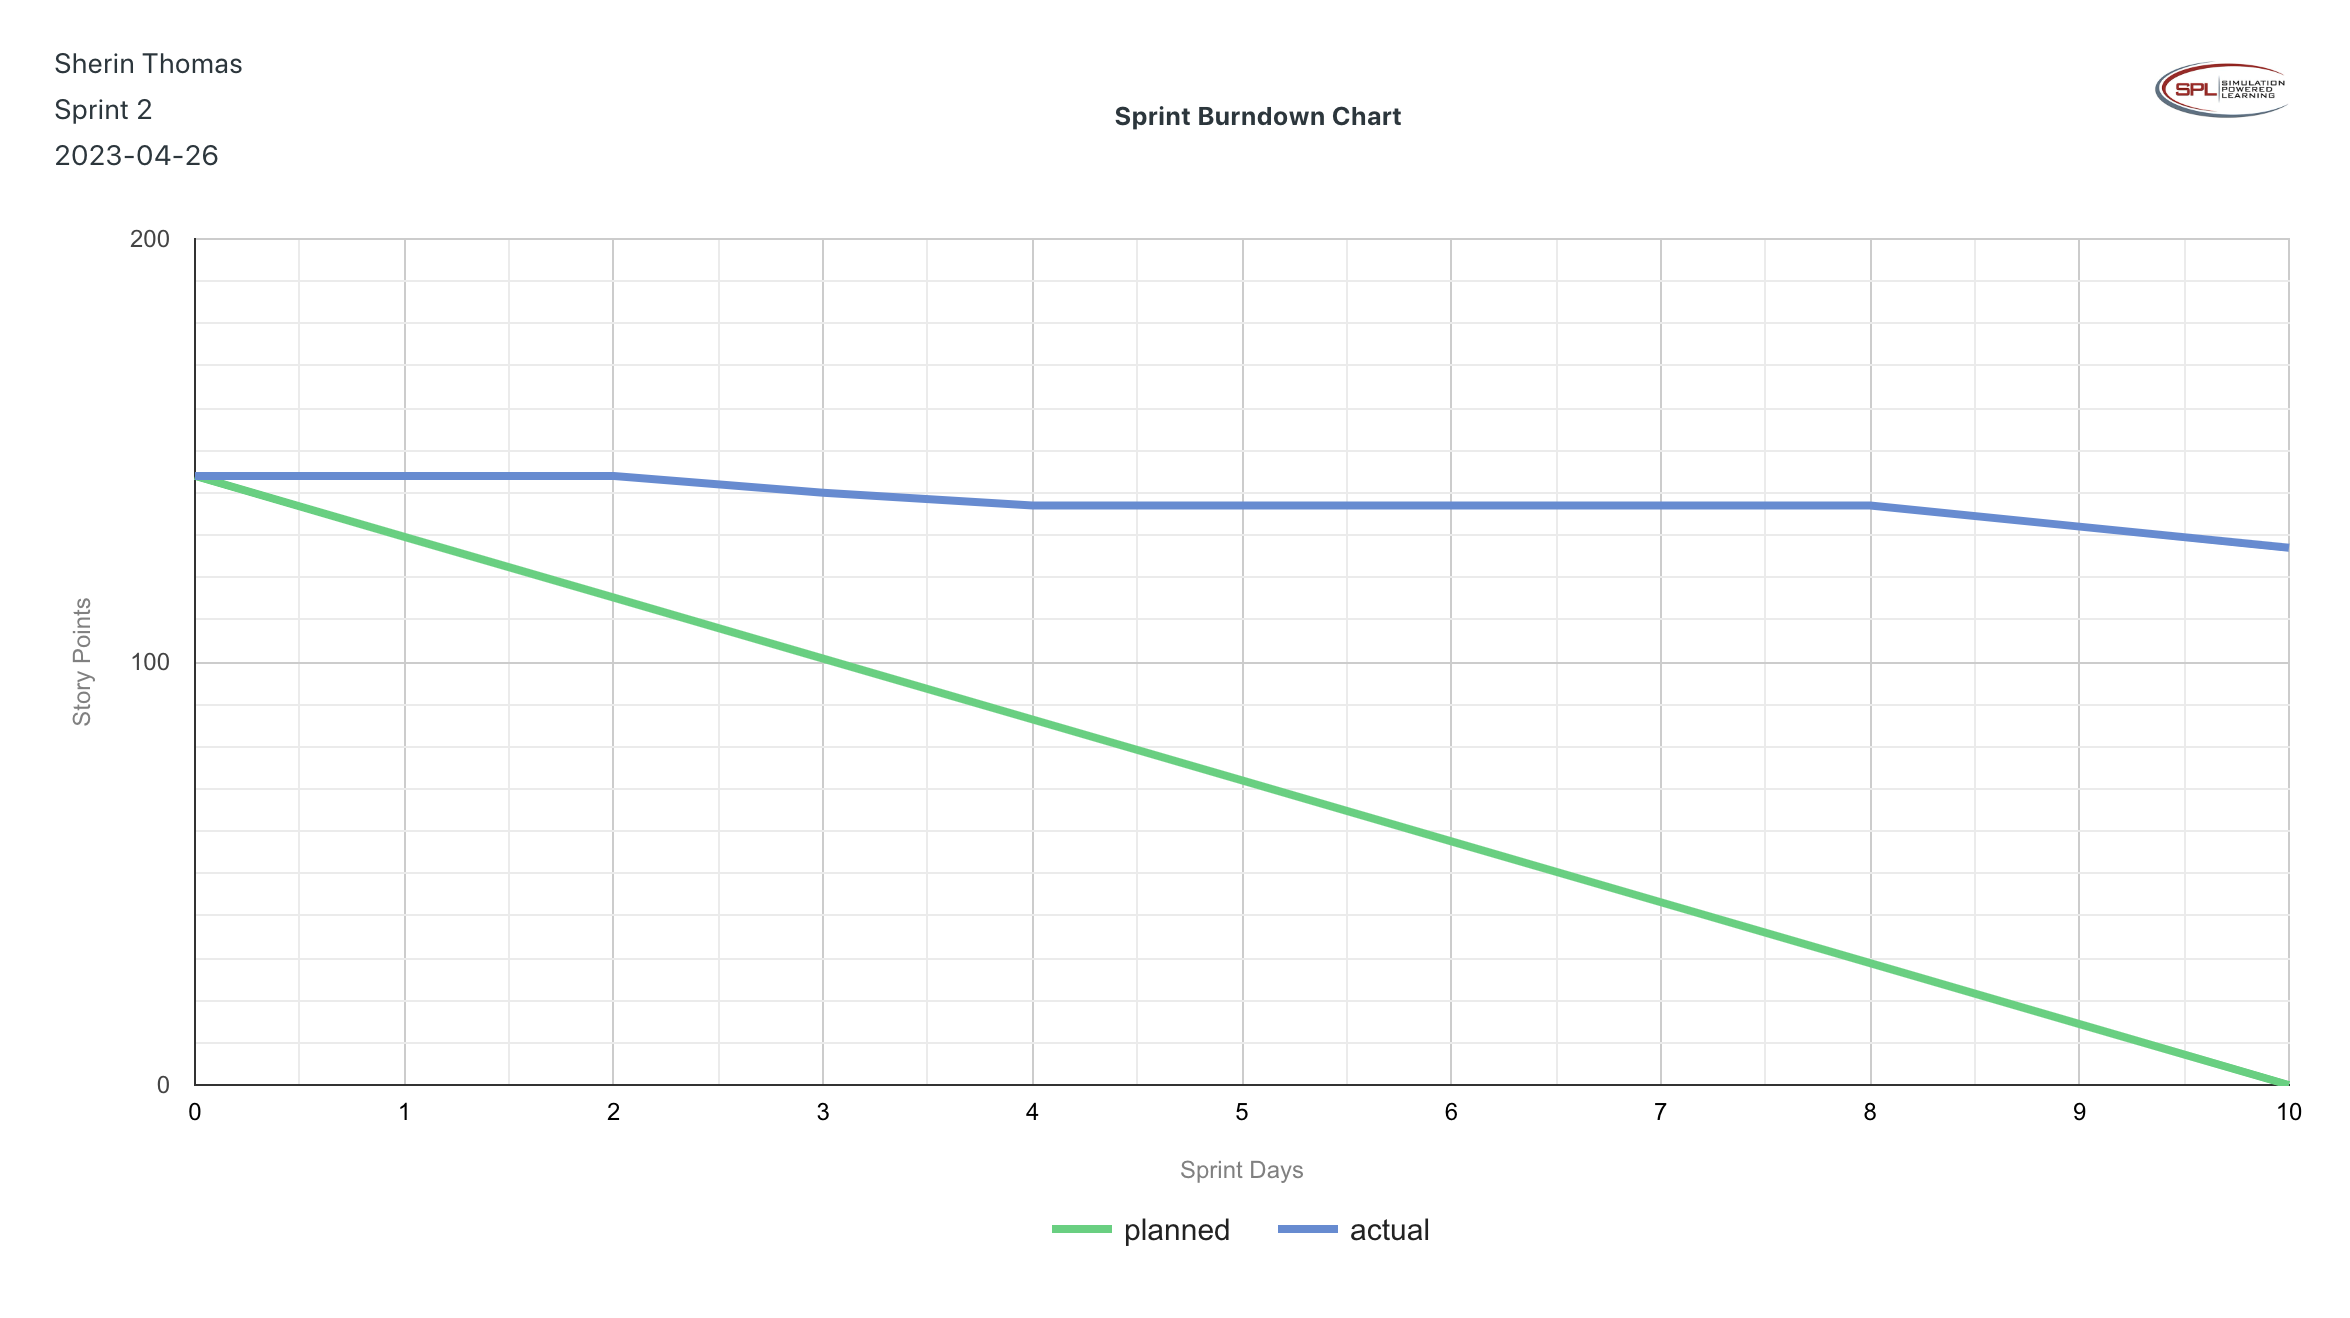 Sherin Thomas
Sprint 2
2023-04-26
Sprint Burndown Chart
SPL
SIMULATION
POWERED
LEARNING
200
100
0
Story Points
0 1 2 3 4 5 6 7 8 9 10
Sprint Days
planned actual